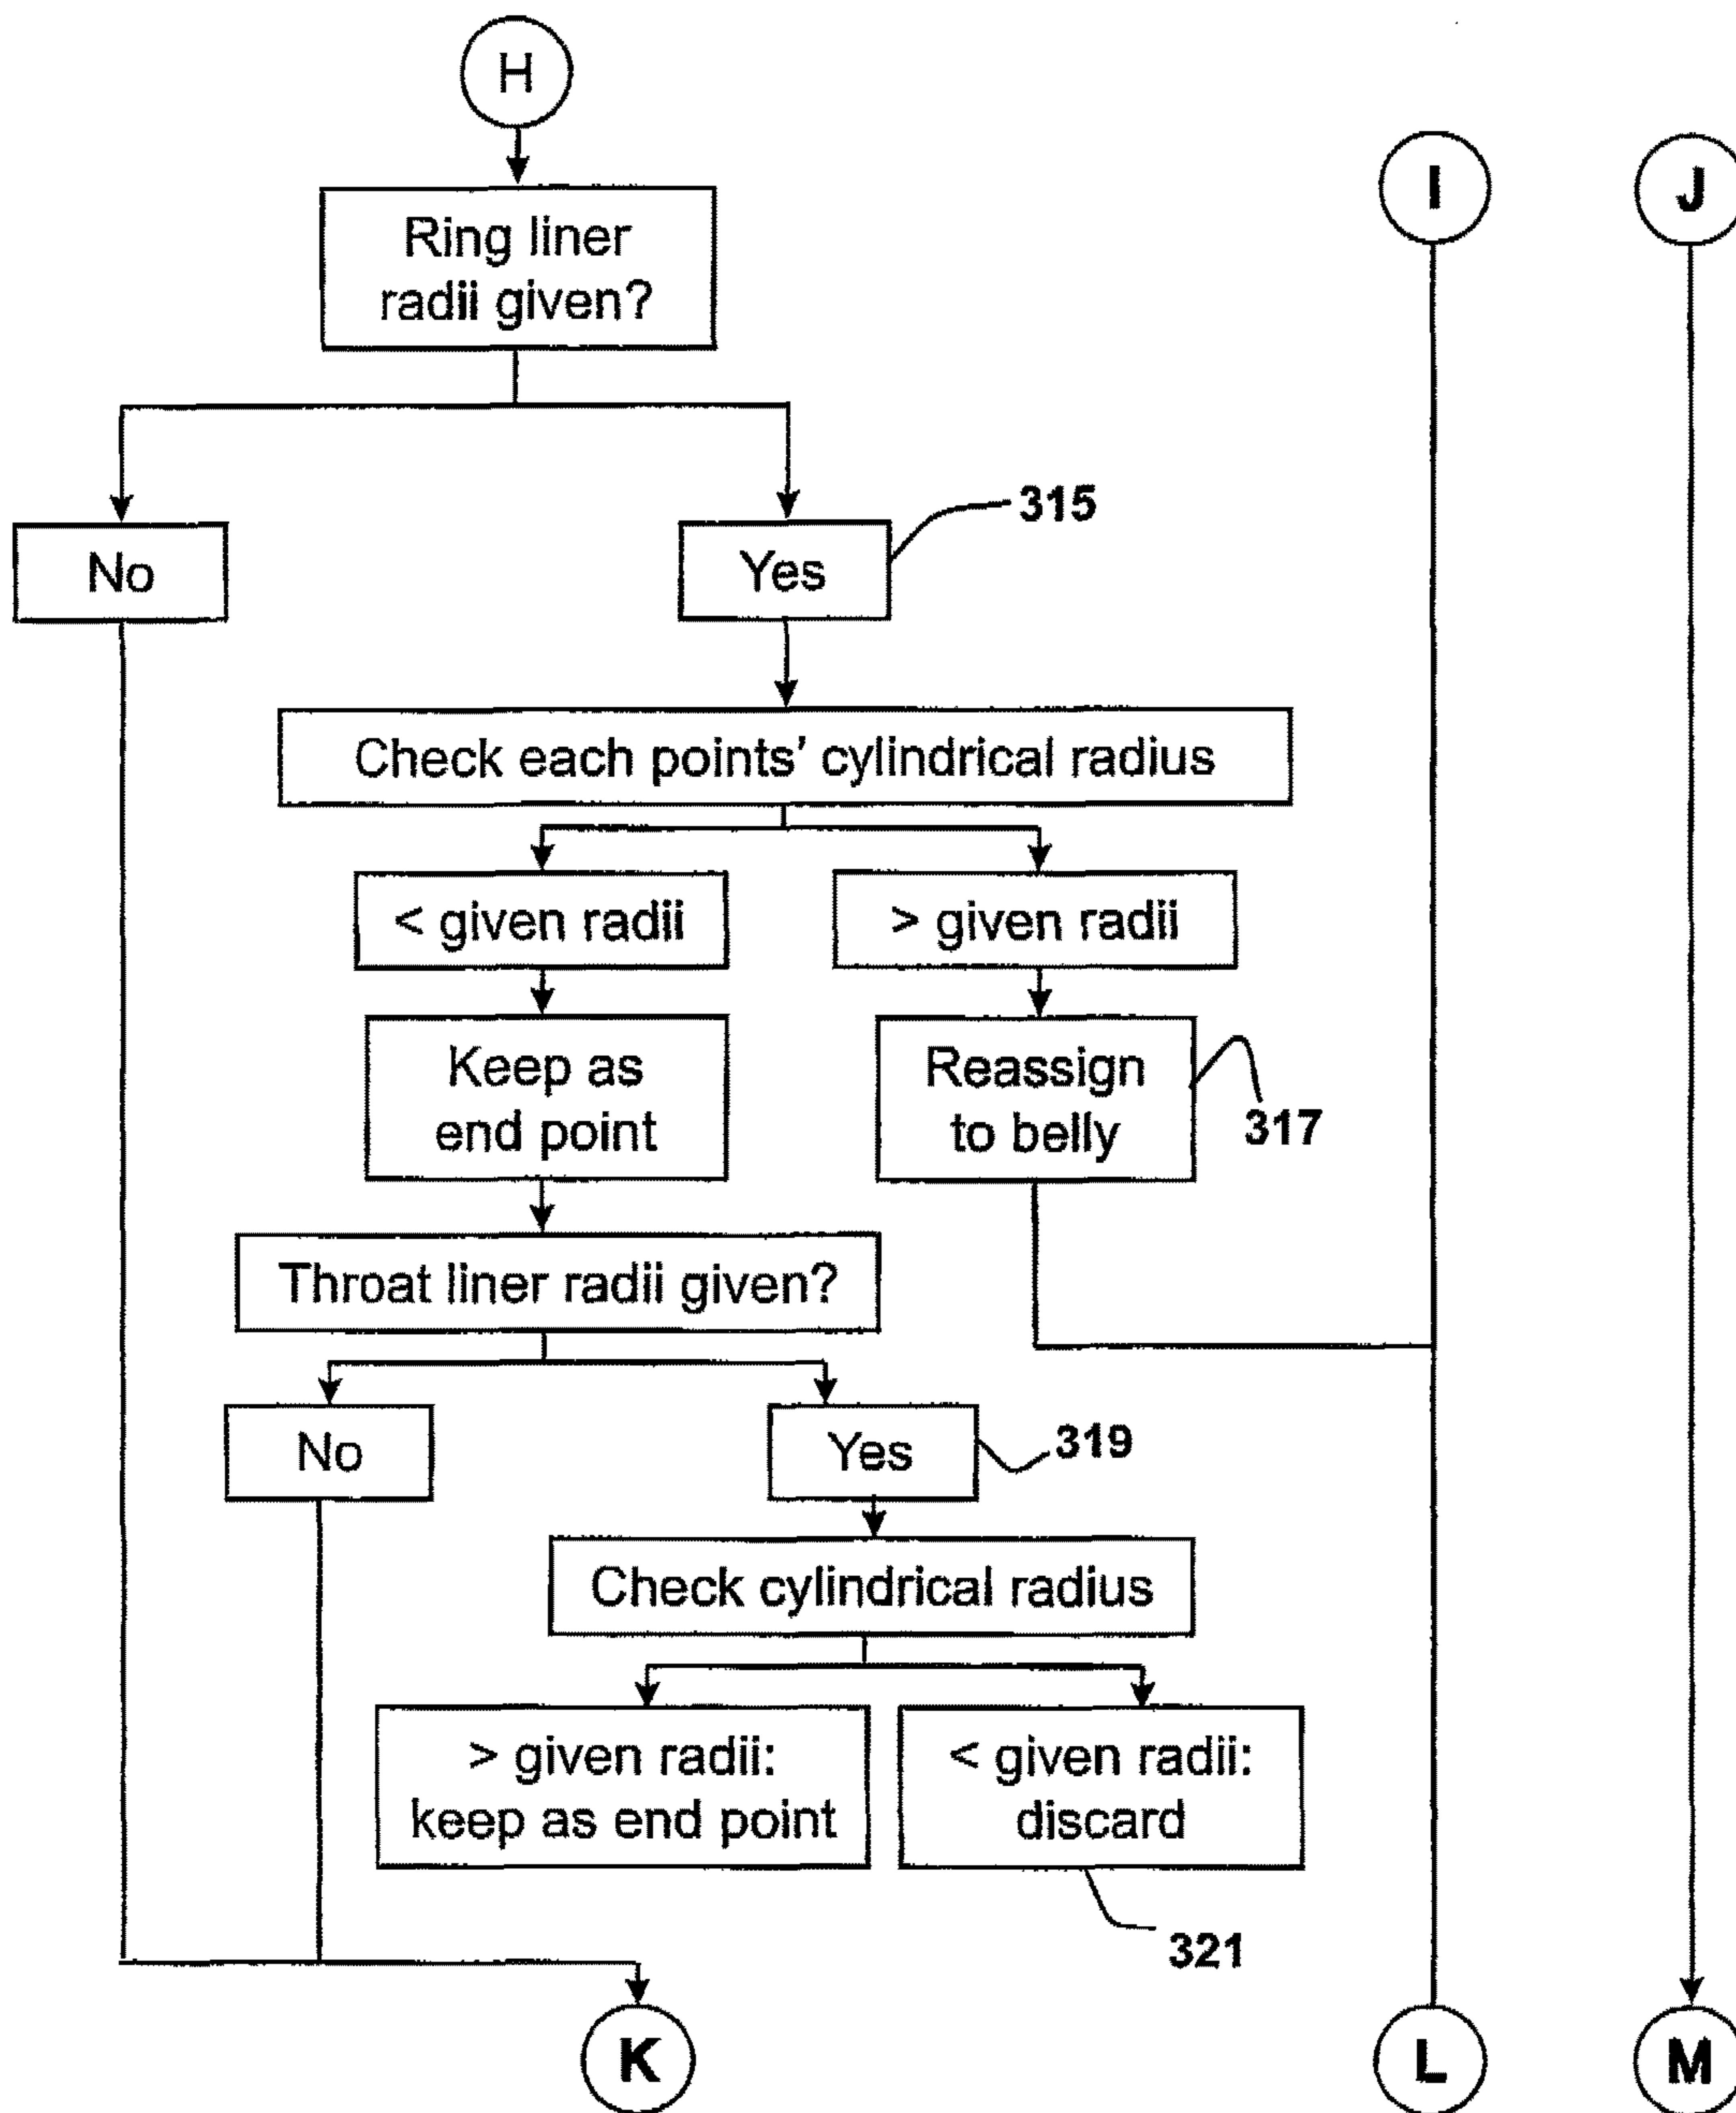 H
I
J
Ring liner
radii given?
315
No
Yes
Check each points' cylindrical radius
< given radii
> given radii
Keep as
end point
Reassign
to belly
317
Throat liner radii given?
No
Yes
319
Check cylindrical radius
> given radii:
keep as end point
< given radii:
discard
321
K
L
M